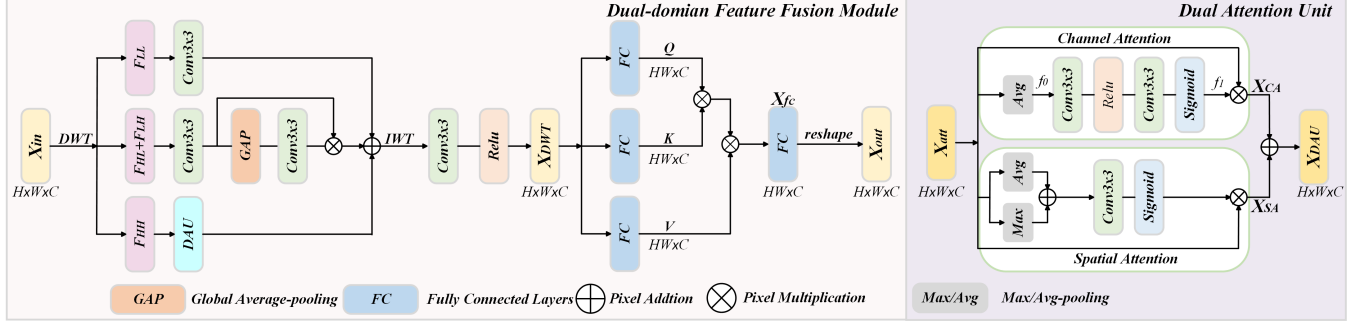 Dual-domian Feature Fusion Module
Xin
HxWxC
DWT
FLL
Conv3x3
FHL+FLH
Conv3x3
GAP
Conv3x3
FHH
DAU
IWT
Conv3x3
Relu
XDWT
HxWxC
FC
Q
HWxC
FC
K
HWxC
FC
V
HWxC
Xfc
FC
HWxC
reshape
Xout
HxWxC
GAP Global Average-pooling
FC Fully Connected Layers
Pixel Addtion
Pixel Multiplication
Dual Attention Unit
Xatt
HxWxC
Channel Attention
Avg
f0
Conv3x3
Relu
Conv3x3
Sigmoid
f1
XCA
Avg
Max
Conv3x3
Sigmoid
XSA
Spatial Attention
XDAU
HxWxC
Max/Avg Max/Avg-pooling